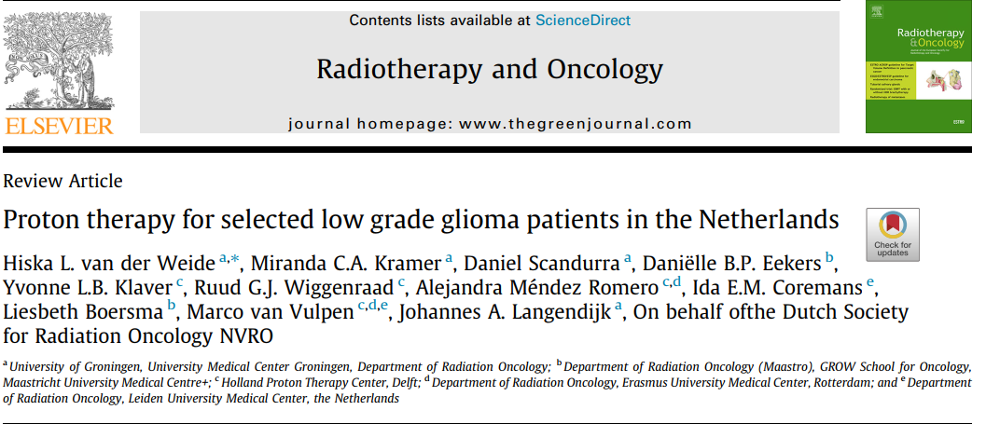 Contents lists available at ScienceDirect
Radiotherapy and Oncology
journal homepage: www.thegreenjournal.com
ELSEVIER
Radiotherapy
&Oncology
ESTRO
Review Article
Proton therapy for selected low grade glioma patients in the Netherlands
Check for
updates
Hiska L. van der Weide a,*, Miranda C.A. Kramer a, Daniel Scandurra a, Daniëlle B.P. Eekers b,
Yvonne L.B. Klaver c, Ruud G.J. Wiggenraad c, Alejandra Méndez Romero c,d, Ida E.M. Coremans e,
Liesbeth Boersma b, Marco van Vulpen c,d,e, Johannes A. Langendijk a, On behalf ofthe Dutch Society
for Radiation Oncology NVRO
a University of Groningen, University Medical Center Groningen, Department of Radiation Oncology; b Department of Radiation Oncology (Maastro), GROW School for Oncology,
Maastricht University Medical Centre+; c Holland Proton Therapy Center, Delft; d Department of Radiation Oncology, Erasmus University Medical Center, Rotterdam; and e Department
of Radiation Oncology, Leiden University Medical Center, the Netherlands